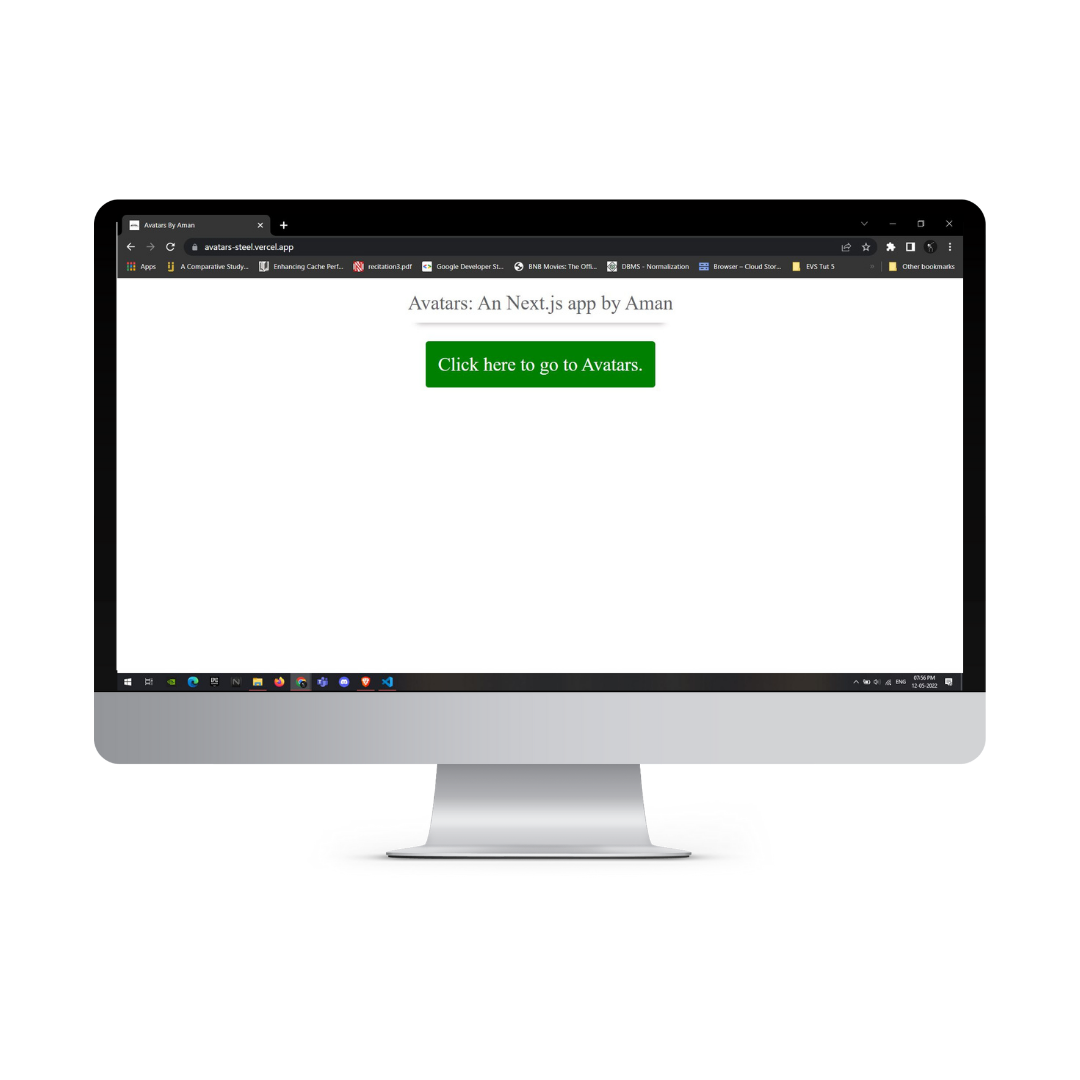 Avatars By Aman
avatars-steel.vercel.app
Apps A Comparative Study... Enhancing Cache Perf... recitation3.pdf Google Developer St... BNB Movies: The Offi... DBMS - Normalization Browser – Cloud Stor... EVS Tut 5 Other bookmarks
Avatars: An Next.js app by Aman
Click here to go to Avatars.
ENG 07:56 PM
12-05-2022